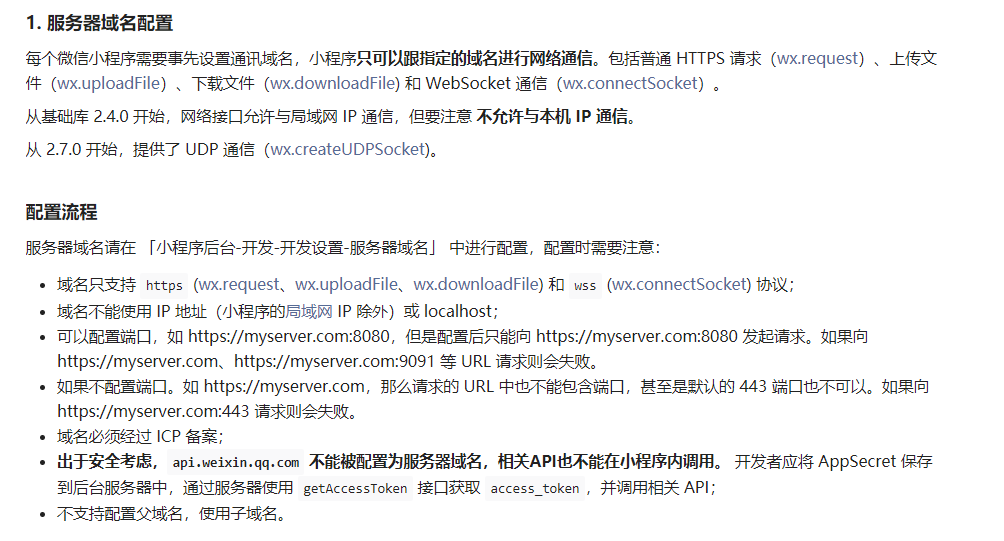 1. 服务器域名配置
每个微信小程序需要事先设置通讯域名，小程序只可以跟指定的域名进行网络通信。包括普通 HTTPS 请求（wx.request）、上传文
件（wx.uploadFile）、下载文件（wx.downloadFile) 和 WebSocket 通信（wx.connectSocket）。
从基础库 2.4.0 开始，网络接口允许与局域网 IP 通信，但要注意 不允许与本机 IP 通信。
从 2.7.0 开始，提供了 UDP 通信（wx.createUDPSocket)。
配置流程
服务器域名请在 「小程序后台-开发-开发设置-服务器域名」 中进行配置，配置时需要注意：
• 域名只支持 https (wx.request、wx.uploadFile、wx.downloadFile) 和 wss (wx.connectSocket) 协议；
• 域名不能使用 IP 地址（小程序的局域网 IP 除外）或 localhost；
• 可以配置端口，如 https://myserver.com:8080，但是配置后只能向 https://myserver.com:8080 发起请求。如果向
https://myserver.com、https://myserver.com:9091 等 URL 请求则会失败。
• 如果不配置端口。如 https://myserver.com，那么请求的 URL 中也不能包含端口，甚至是默认的 443 端口也不可以。如果向
https://myserver.com:443 请求则会失败。
• 域名必须经过 ICP 备案；
• 出于安全考虑，api.weixin.qq.com 不能被配置为服务器域名，相关API也不能在小程序内调用。 开发者应将 AppSecret 保存
到后台服务器中，通过服务器使用 getAccessToken 接口获取 access_token，并调用相关 API；
• 不支持配置父域名，使用子域名。